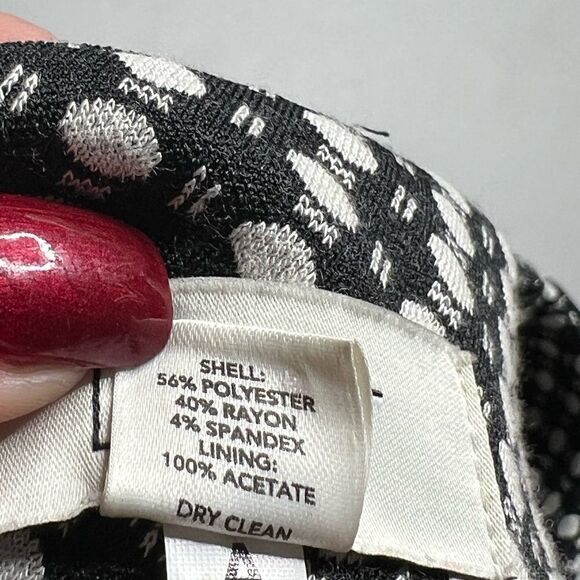 SHELL:
56% POLYESTER
40% RAYON
4% SPANDEX
LINING:
100% ACETATE
DRY CLEAN